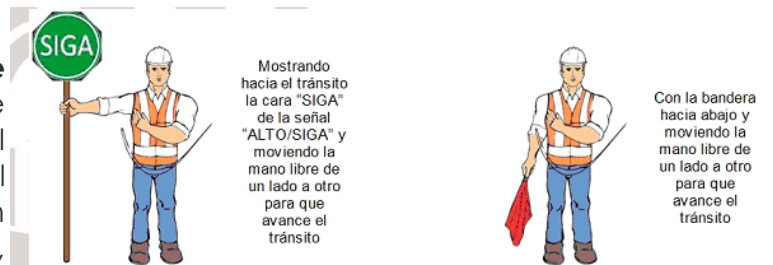 SIGA
Mostrando
hacia el tránsito
la cara "SIGA"
de la señal
"ALTO/SIGA" y
moviendo la
mano libre de
un lado a otro
para que
avance el
tránsito
Con la bandera
hacia abajo y
moviendo la
mano libre de
un lado a otro
para que
avance el
tránsito